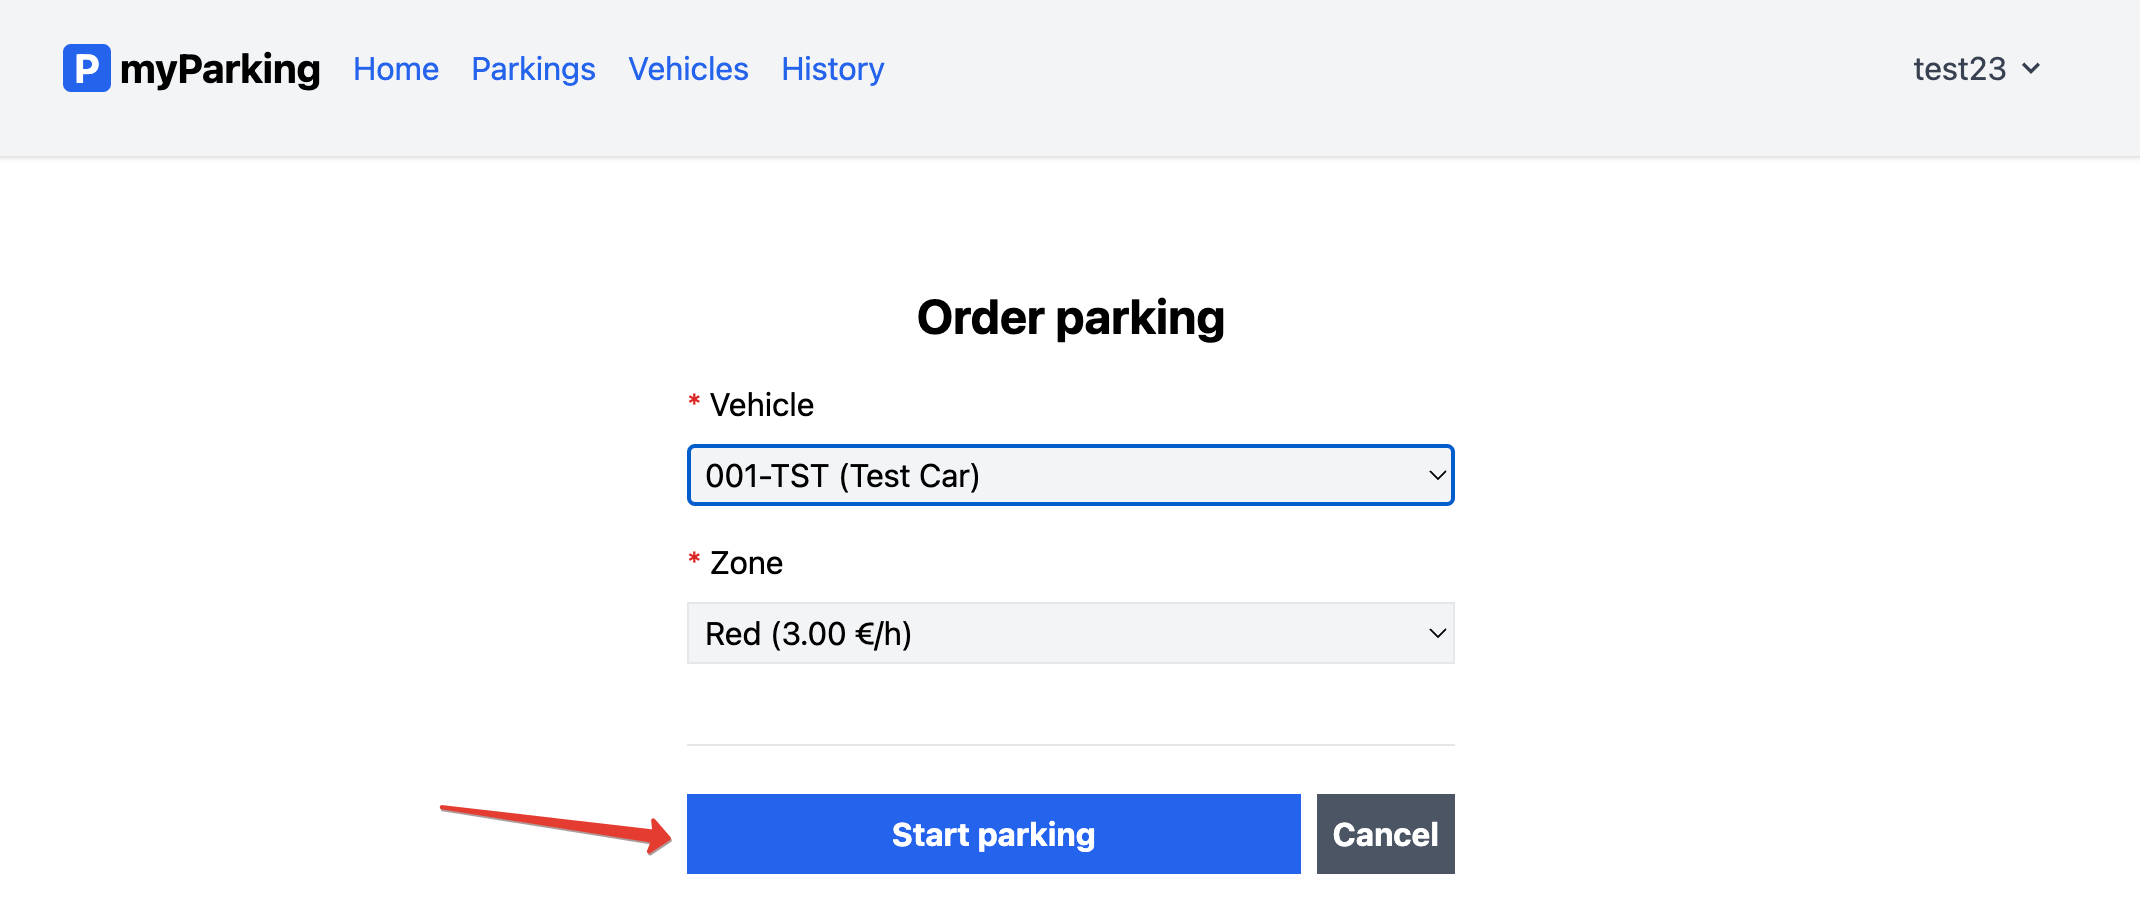 P myParking Home Parkings Vehicles History test23
Order parking
* Vehicle
001-TST (Test Car)
* Zone
Red (3.00 €/h)
Start parking Cancel